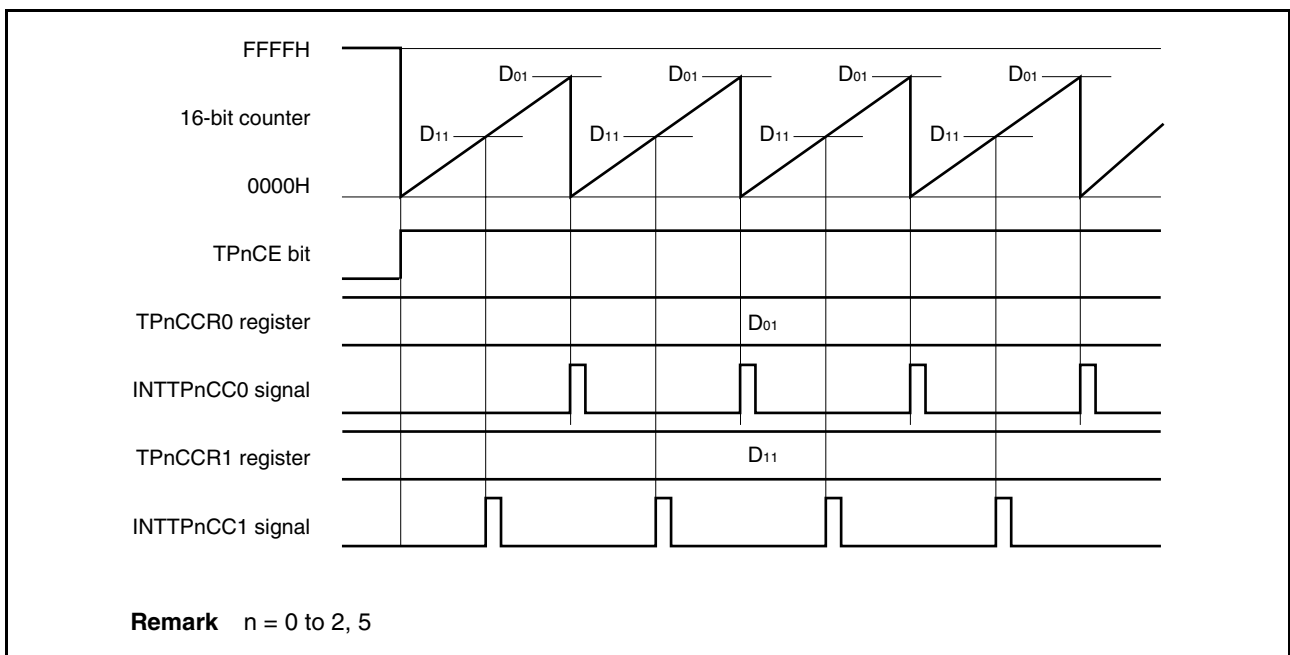 FFFFH
D01 D01 D01 D01
16-bit counter
D11 D11 D11 D11
0000H
TPnCE bit
TPnCCR0 register D01
INTTPnCC0 signal
TPnCCR1 register D11
INTTPnCC1 signal
Remark n = 0 to 2, 5